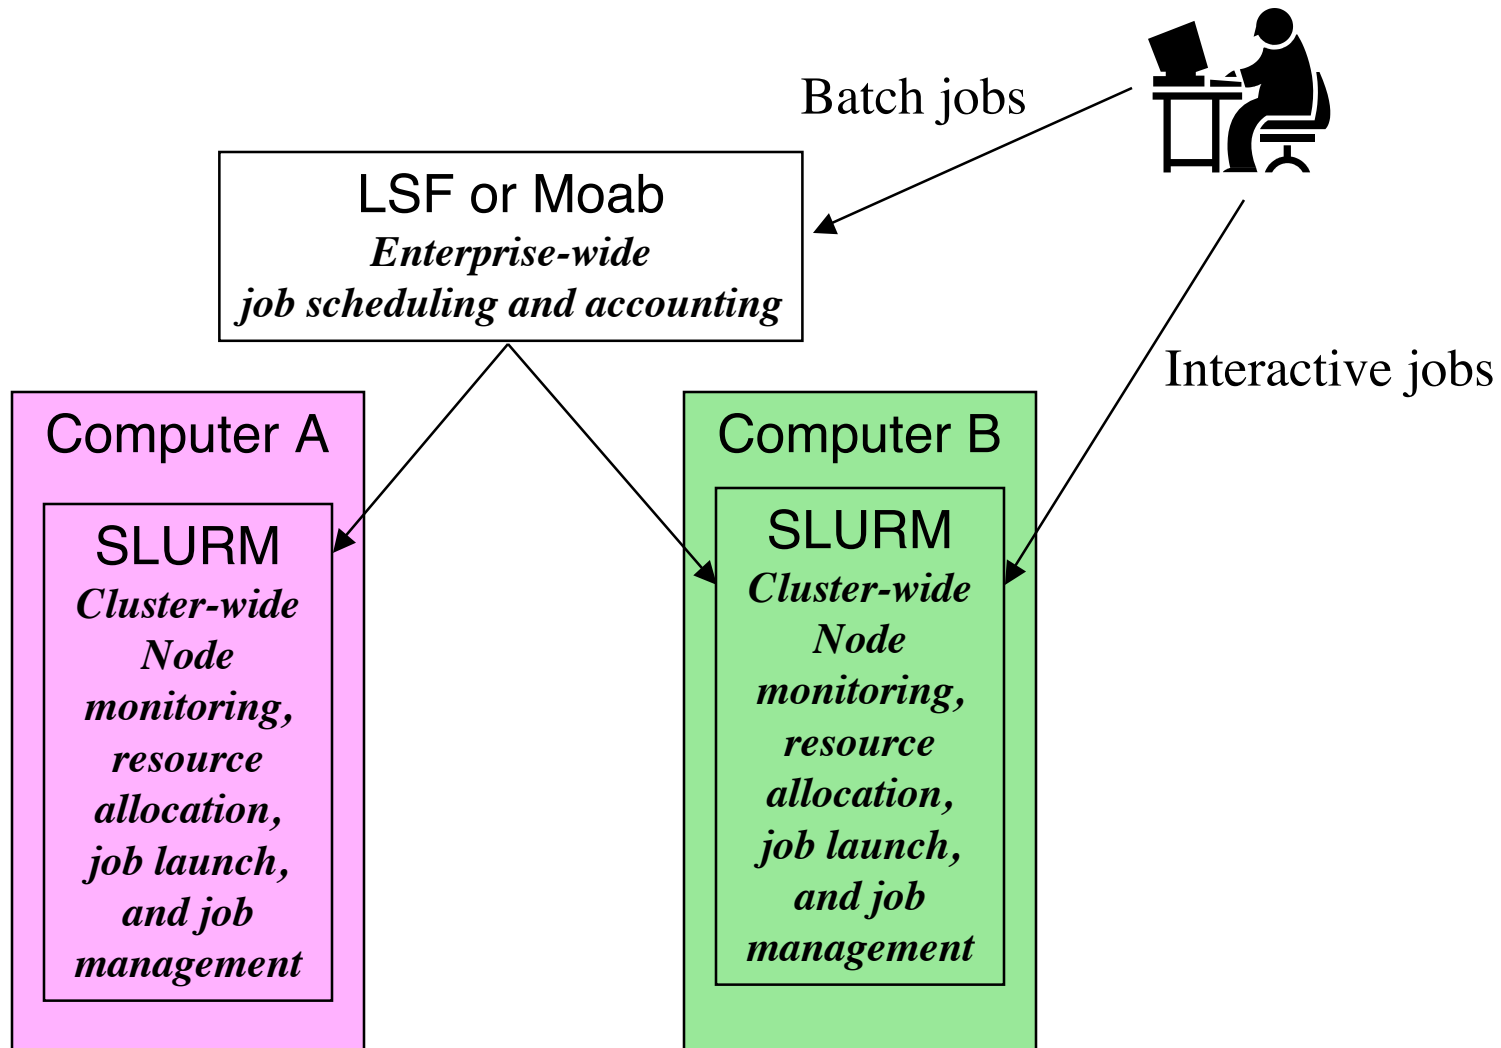 Batch jobs
LSF or Moab
Enterprise-wide
job scheduling and accounting
Interactive jobs
Computer A
SLURM
Cluster-wide
Node
monitoring,
resource
allocation,
job launch,
and job
management
Computer B
SLURM
Cluster-wide
Node
monitoring,
resource
allocation,
job launch,
and job
management